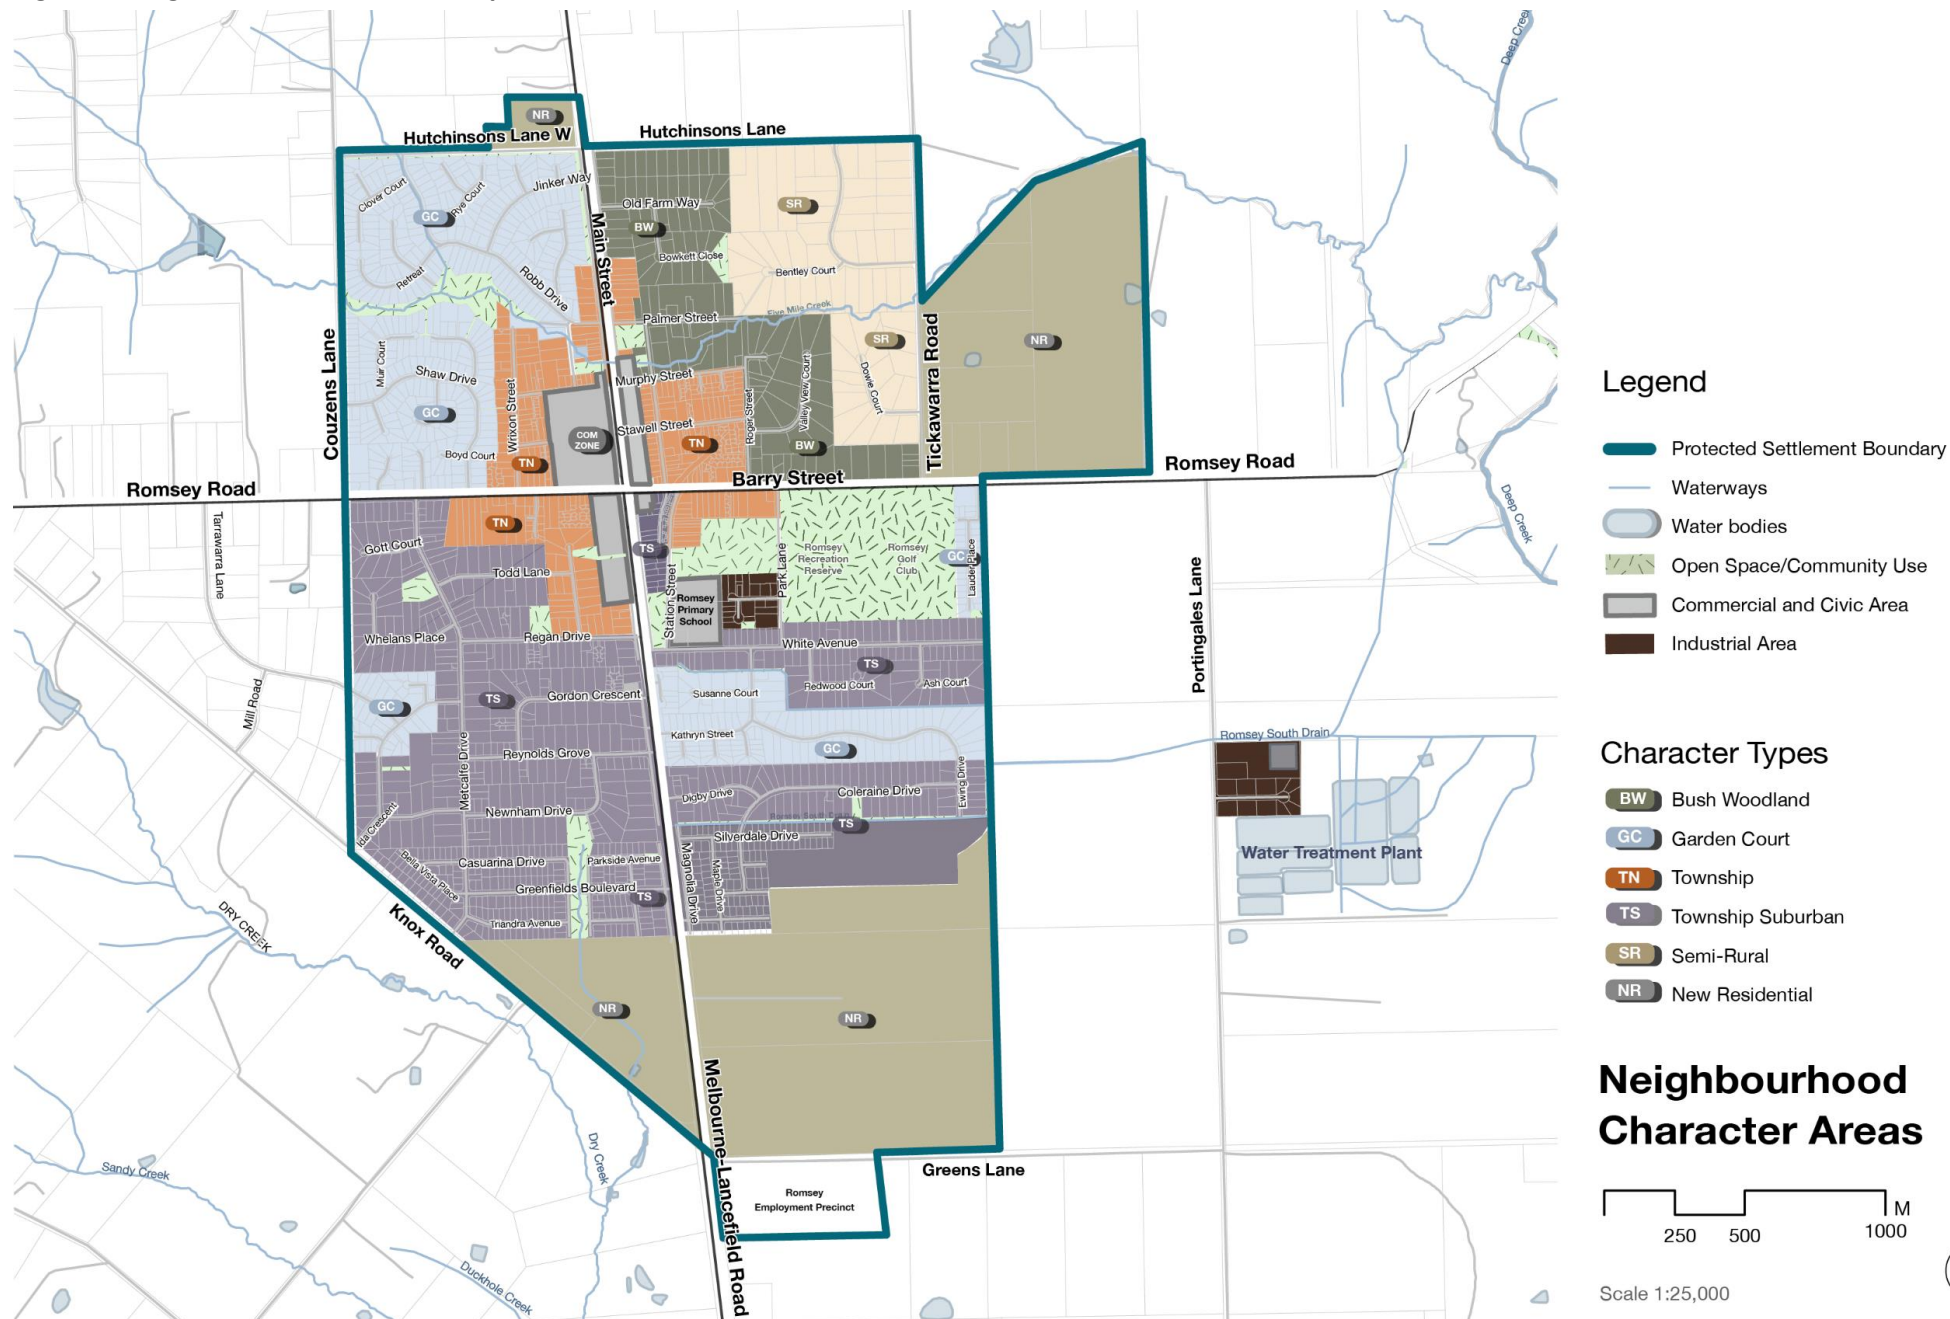 Deep Creek
NR
Hutchinsons Lane W
Hutchinsons Lane
Clover Court
Rye Court
Jinker Way
GC
Old Farm Way
SR
BW
Main Street
Bowkett Close
Retreat
Robb Drive
Bentley Court
Five Mile Creek
Palmer Street
Couzens Lane
Muir Court
Shaw Drive
GC
Wrixon Street
Boyd Court
TN
COM
ZONE
Murphy Street
Stawell Street
TN
Roger Street
Valley View Court
BW
SR
Dowie Court
Tickawarra Road
NR
Romsey Road
Barry Street
Romsey Road
Deep Creek
Tarrawarra Lane
Gott Court
TN
Todd Lane
TS
Station Street
Park Lane
Romsey
Recreation
Reserve
Romsey
Golf
Club
GC
Lauder Place
Romsey
Primary
School
Portingales Lane
Whelans Place
Regan Drive
White Avenue
TS
Redwood Court
Ash Court
Mill Road
GC
TS
Gordon Crescent
Susanne Court
Kathryn Street
GC
Romsey South Drain
Metcalfe Drive
Reynolds Grove
Digby Drive
Coleraine Drive
Ewing Drive
Ida Crescent
Newnham Drive
TS
Silverdale Drive
Bella Vista Place
Casuarina Drive
Parkside Avenue
Magnolia Drive
Maple Drive
Greenfields Boulevard
TS
Triandra Avenue
Water Treatment Plant
DRY CREEK
Knox Road
NR
NR
Melbourne-Lancefield Road
Dry Creek
Sandy Creek
Greens Lane
Romsey
Employment Precinct
Duckhole Creek
Legend
Protected Settlement Boundary
Waterways
Water bodies
Open Space/Community Use
Commercial and Civic Area
Industrial Area
Character Types
BW Bush Woodland
GC Garden Court
TN Township
TS Township Suburban
SR Semi-Rural
NR New Residential
Neighbourhood
Character Areas
M
250 500 1000
Scale 1:25,000